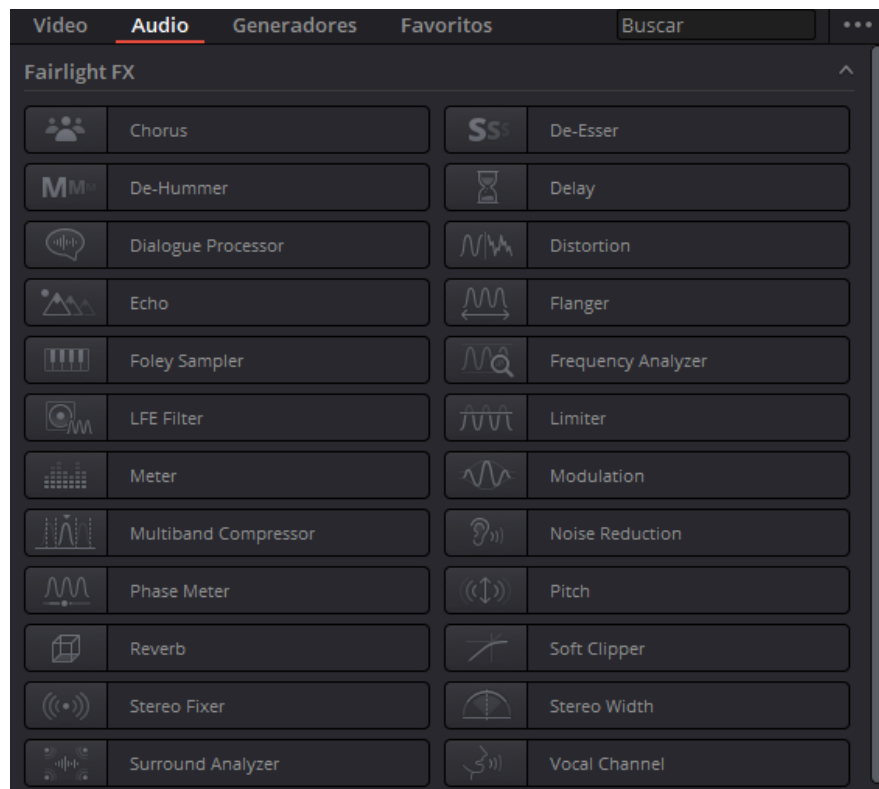 Video Audio Generadores Favoritos Buscar
Fairlight FX
Chorus De-Esser
De-Hummer Delay
Dialogue Processor Distortion
Echo Flanger
Foley Sampler Frequency Analyzer
LFE Filter Limiter
Meter Modulation
Multiband Compressor Noise Reduction
Phase Meter Pitch
Reverb Soft Clipper
Stereo Fixer Stereo Width
Surround Analyzer Vocal Channel